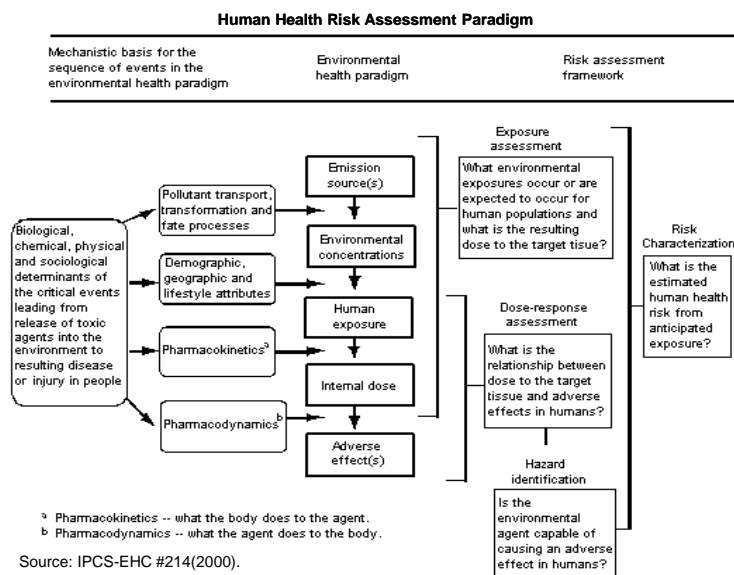 Human Health Risk Assessment Paradigm
Mechanistic basis for the
sequence of events in the
environmental health paradigm
Environmental
health paradigm
Risk assessment
framework
Biological,
chemical, physical
and sociological
determinants of
the critical events
leading from
release of toxic
agents into the
environment to
resulting disease
or injury in people
Pollutant transport,
transformation and
fate processes
Demographic,
geographic and
lifestyle attributes
Pharmacokinetics a
Pharmacodynamics b
Emission
source(s)
Environmental
concentrations
Human
exposure
Internal dose
Adverse
effect(s)
Exposure
assessment
What environmental
exposures occur or are
expected to occur for
human populations and
what is the resulting
dose to the target tisue?
Dose-response
assessment
What is the
relationship between
dose to the target
tissue and adverse
effects in humans?
Hazard
identification
Is the
environmental
agent capable of
causing an adverse
effect in humans?
Risk
Characterization
What is the
estimated
human health
risk from
anticipated
exposure?
a Pharmacokinetics -- what the body does to the agent.
b Pharmacodynamics -- what the agent does to the body.
Source: IPCS-EHC #214(2000).